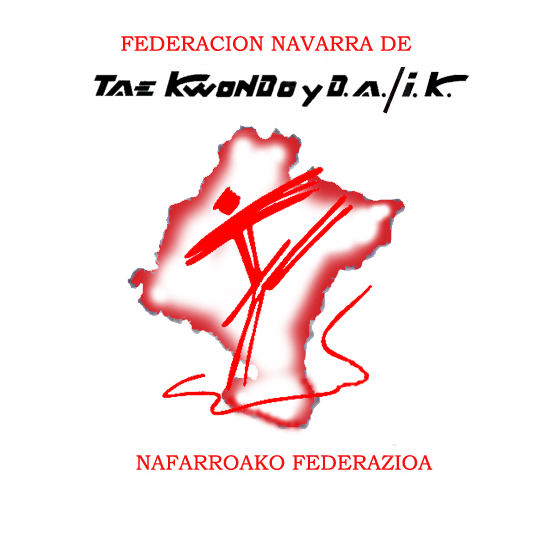 FEDERACION NAVARRA DE
TAE KWONDO y D.A./i.K.
NAFARROAKO FEDERAZIOA